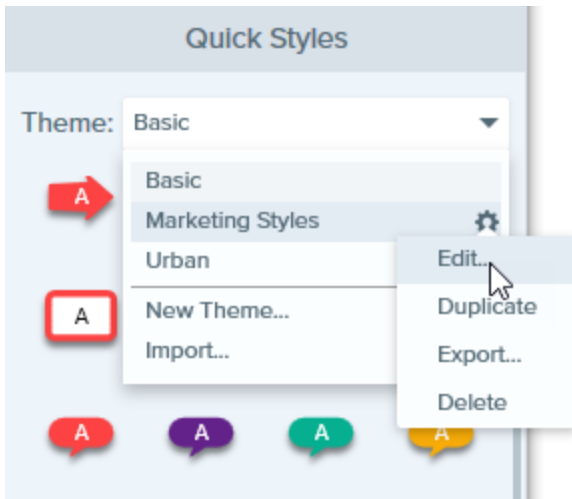 Quick Styles
Theme: Basic
A
Basic
Marketing Styles
Urban
Edit...
A
New Theme...
Duplicate
Import...
Export...
Delete
A A A A